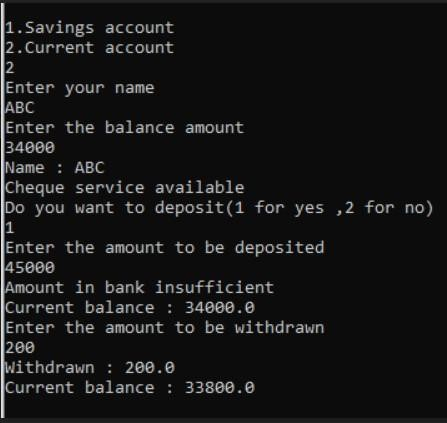 1.Savings account
2.Current account
2
Enter your name
ABC
Enter the balance amount
34000
Name : ABC
Cheque service available
Do you want to deposit(1 for yes ,2 for no)
1
Enter the amount to be deposited
45000
Amount in bank insufficient
Current balance : 34000.0
Enter the amount to be withdrawn
200
Withdrawn : 200.0
Current balance : 33800.0